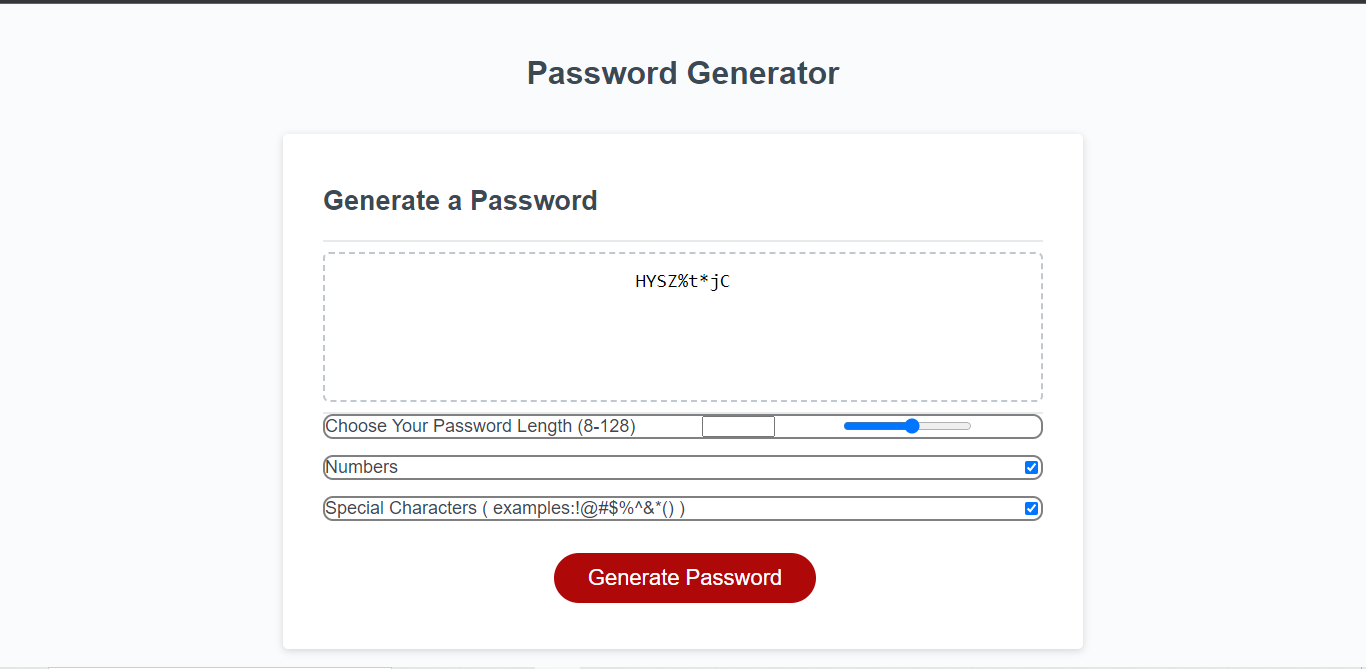 Password Generator
Generate a Password
HYSZ%t*jC
Choose Your Password Length (8-128)
Numbers
Special Characters ( examples:!@#$%^&*() )
Generate Password